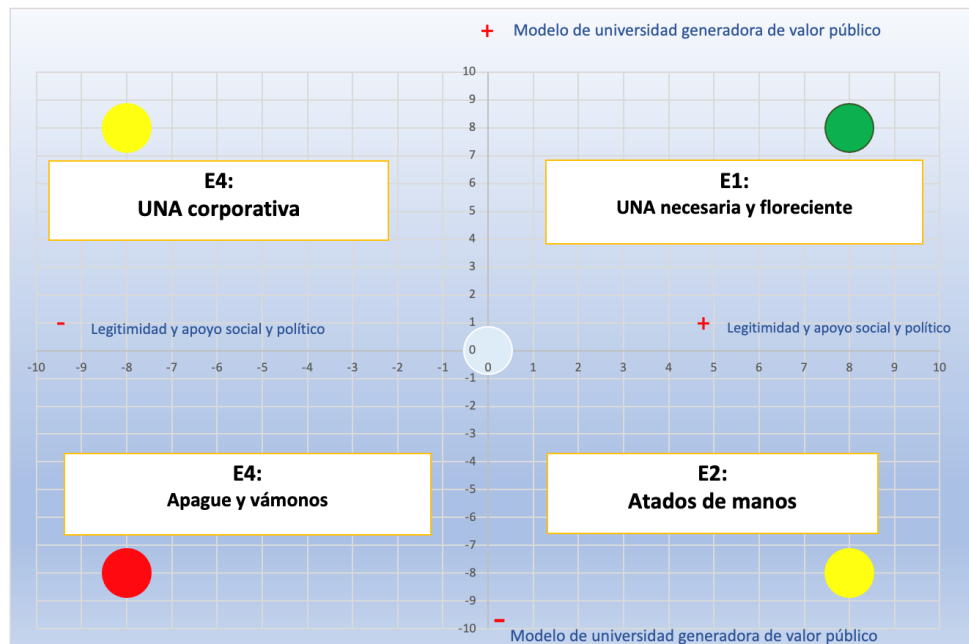 + Modelo de universidad generadora de valor público
10
9
8
7
6
5
4
3
2
1
0
-1
-2
-3
-4
-5
-6
-7
-8
-9
-10
E4:
UNA corporativa
E1:
UNA necesaria y floreciente
- Legitimidad y apoyo social y político
+ Legitimidad y apoyo social y político
-10 -9 -8 -7 -6 -5 -4 -3 -2 -1 0 1 2 3 4 5 6 7 8 9 10
E4:
Apague y vámonos
E2:
Atados de manos
- Modelo de universidad generadora de valor público